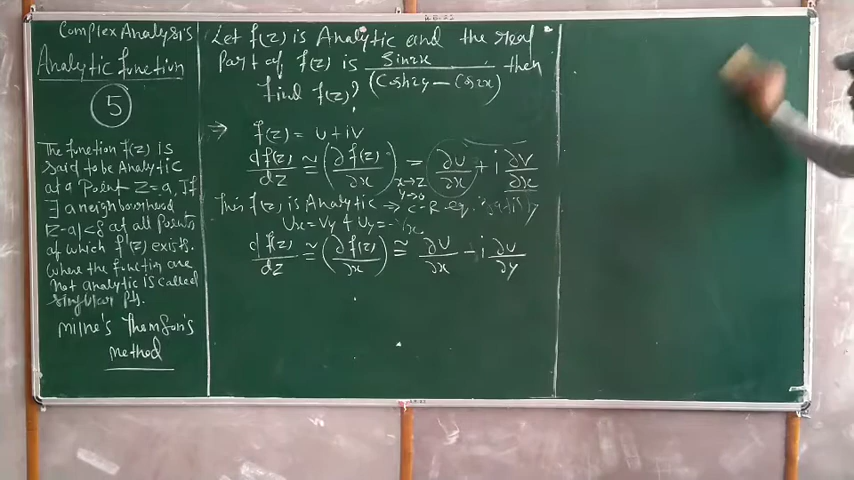 Complex Analysis
Analytic function
5
The function f(z) is
said to be Analytic
at a Point z=a, If
∃ a neighbourhood
|z-a|<δ at all Points
of which f'(z) exists.
where the function are
not analytic is called
singular pts.
Milne's Thomson's
method
Let f(z) is Analytic and the real
Part of f(z) is sin2x/(Cosh2y - Cos2x) then
find f(z)?
⇒ f(z) = u+iv
df(z)/dz ≅ (∂f(z)/∂x) x→z y→0 = ∂u/∂x + i ∂v/∂x
f(z) is Analytic → C-R eq. satisfy
Ux=Vy & Uy=-Vx
df(z)/dz ≅ (∂f(z)/∂x) ≅ ∂u/∂x - i ∂u/∂y